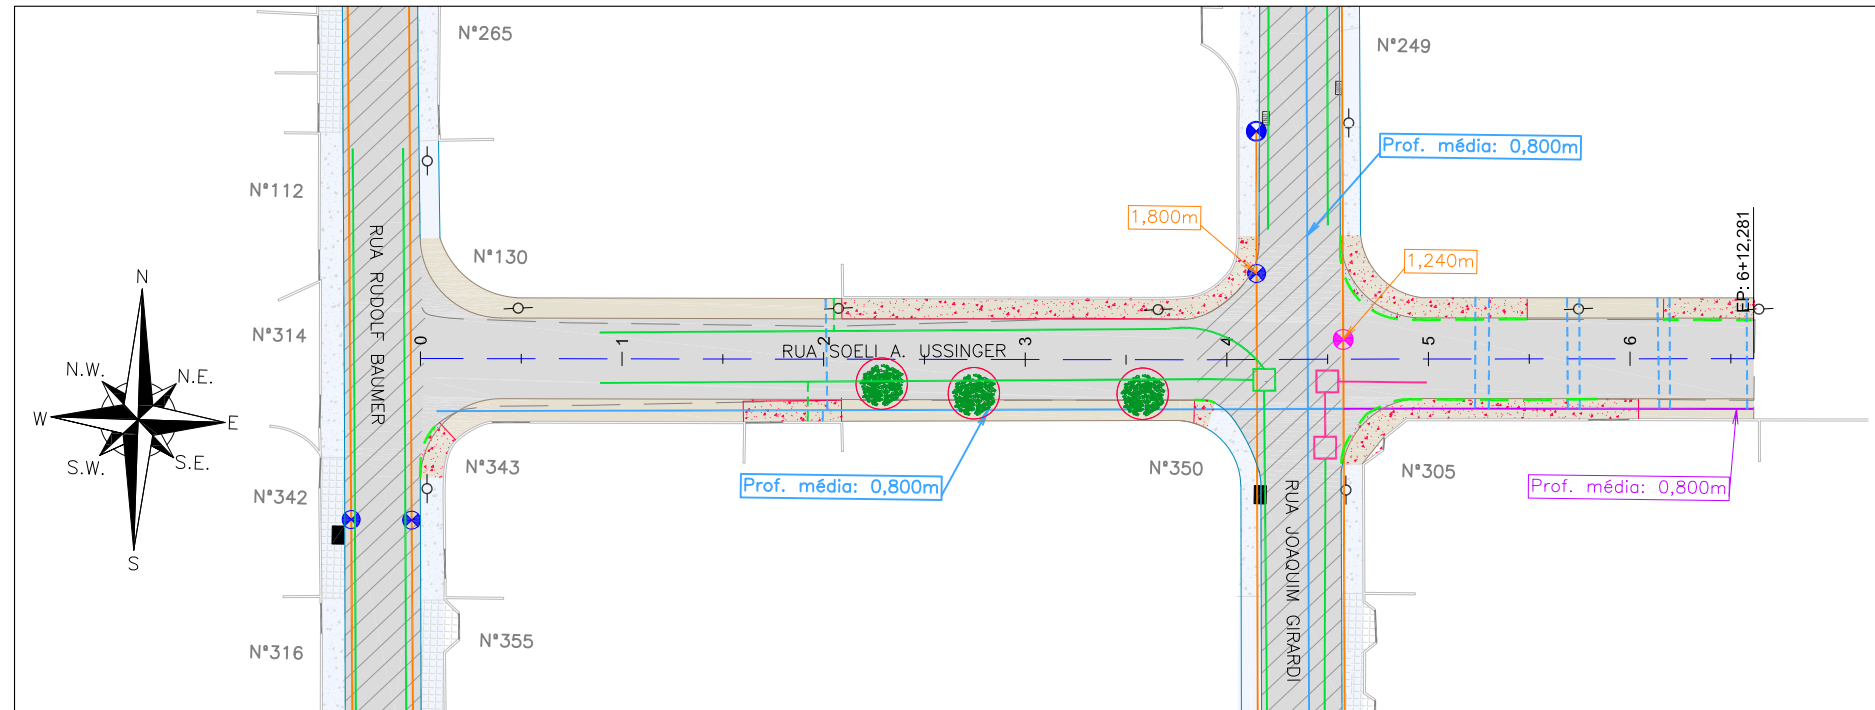 N°265
N°249
Prof. média: 0,800m
N°112
1,800m
RUA RUDOLF BAUMER
N°130
1,240m
EP: 6+12,281
N
N°314
0
1
2
3
4
5
6
RUA SOELI A. USSINGER
N.W.
N.E.
W
E
S.W.
S.E.
N°343
N°350
N°305
N°342
Prof. média: 0,800m
Prof. média: 0,800m
RUA JOAQUIM GIRARDI
S
N°355
N°316